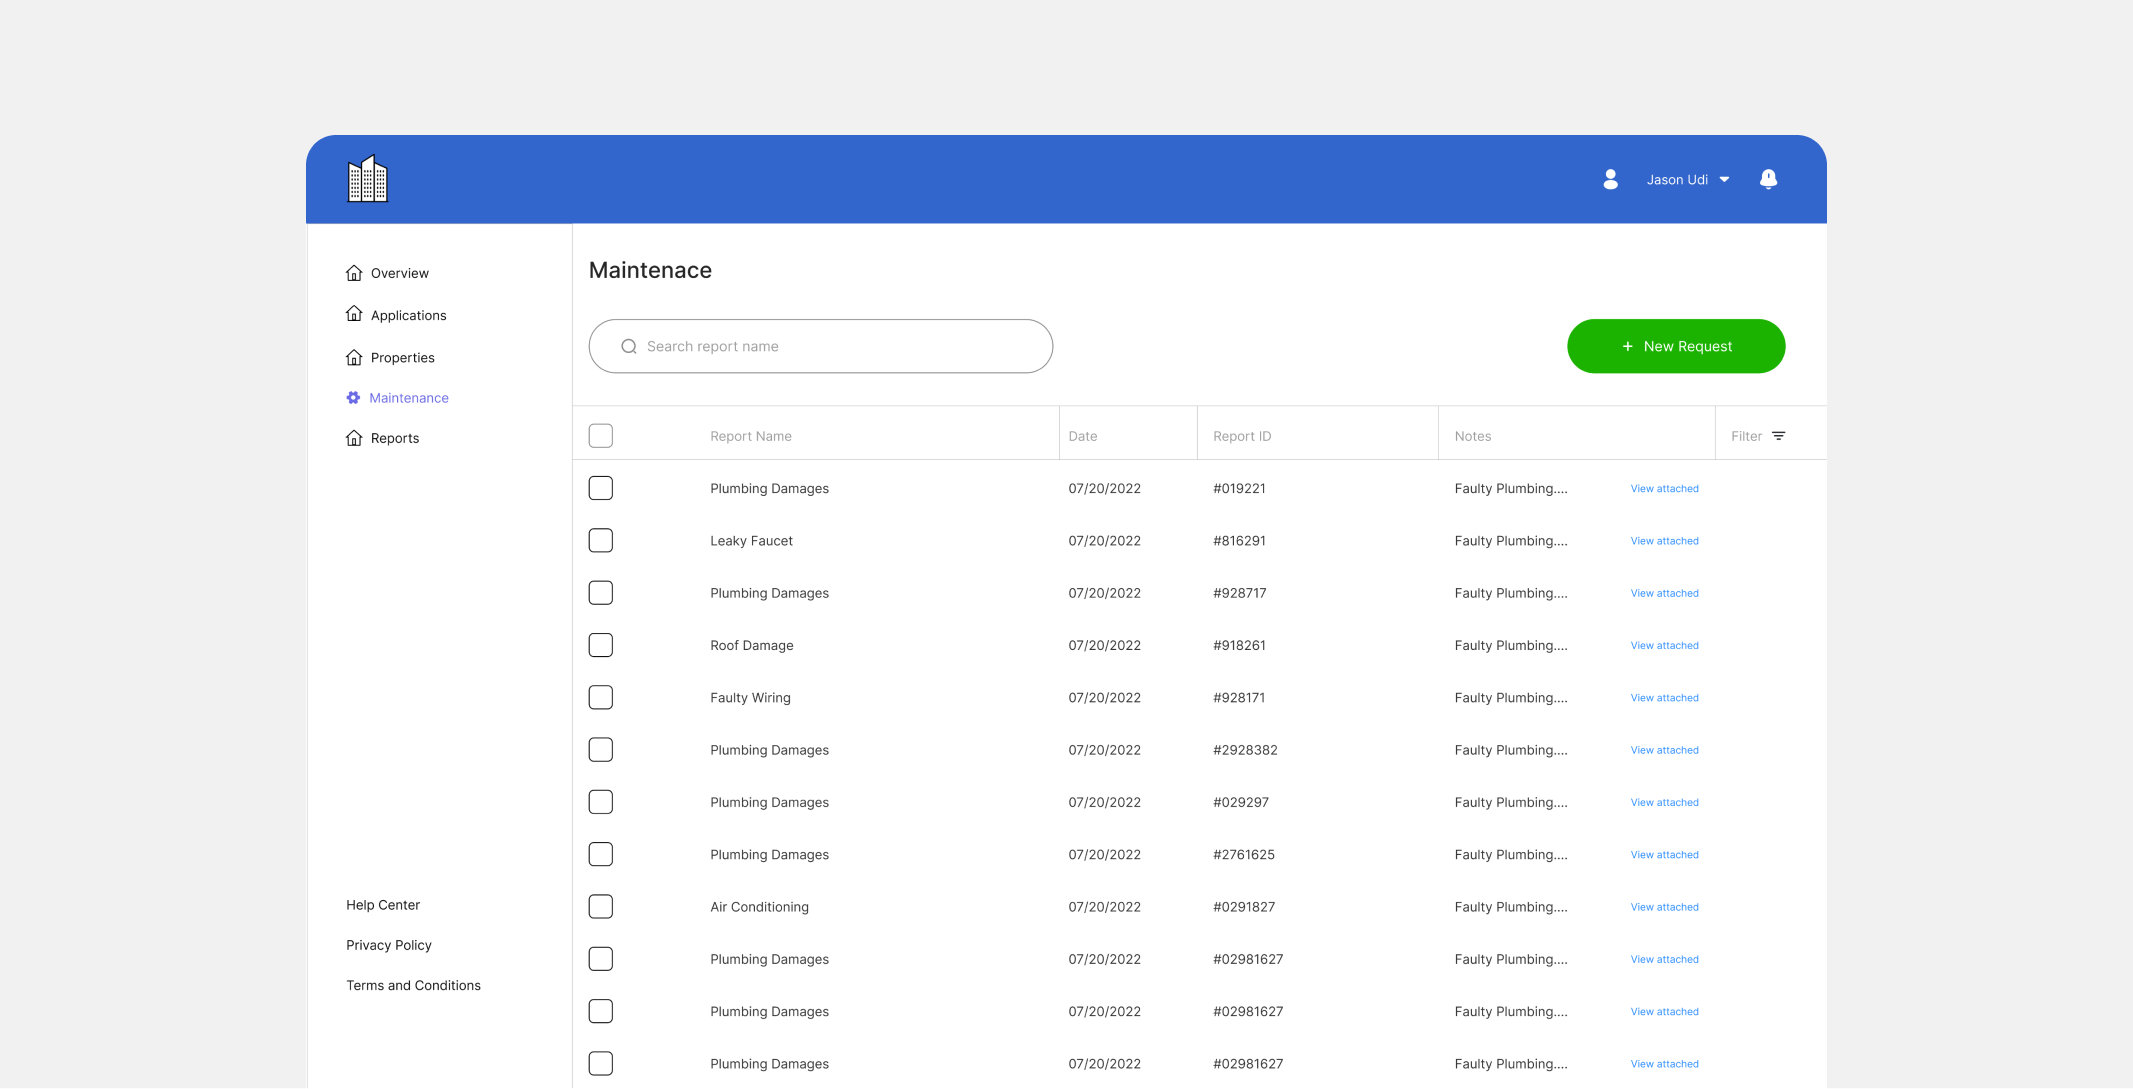 Jason Udi
Overview
Applications
Properties
Maintenance
Reports
Help Center
Privacy Policy
Terms and Conditions
Maintenace
Search report name
+ New Request
Report Name Date Report ID Notes Filter
Plumbing Damages 07/20/2022 #019221 Faulty Plumbing.... View attached
Leaky Faucet 07/20/2022 #816291 Faulty Plumbing.... View attached
Plumbing Damages 07/20/2022 #928717 Faulty Plumbing.... View attached
Roof Damage 07/20/2022 #918261 Faulty Plumbing.... View attached
Faulty Wiring 07/20/2022 #928171 Faulty Plumbing.... View attached
Plumbing Damages 07/20/2022 #2928382 Faulty Plumbing.... View attached
Plumbing Damages 07/20/2022 #029297 Faulty Plumbing.... View attached
Plumbing Damages 07/20/2022 #2761625 Faulty Plumbing.... View attached
Air Conditioning 07/20/2022 #0291827 Faulty Plumbing.... View attached
Plumbing Damages 07/20/2022 #02981627 Faulty Plumbing.... View attached
Plumbing Damages 07/20/2022 #02981627 Faulty Plumbing.... View attached
Plumbing Damages 07/20/2022 #02981627 Faulty Plumbing.... View attached